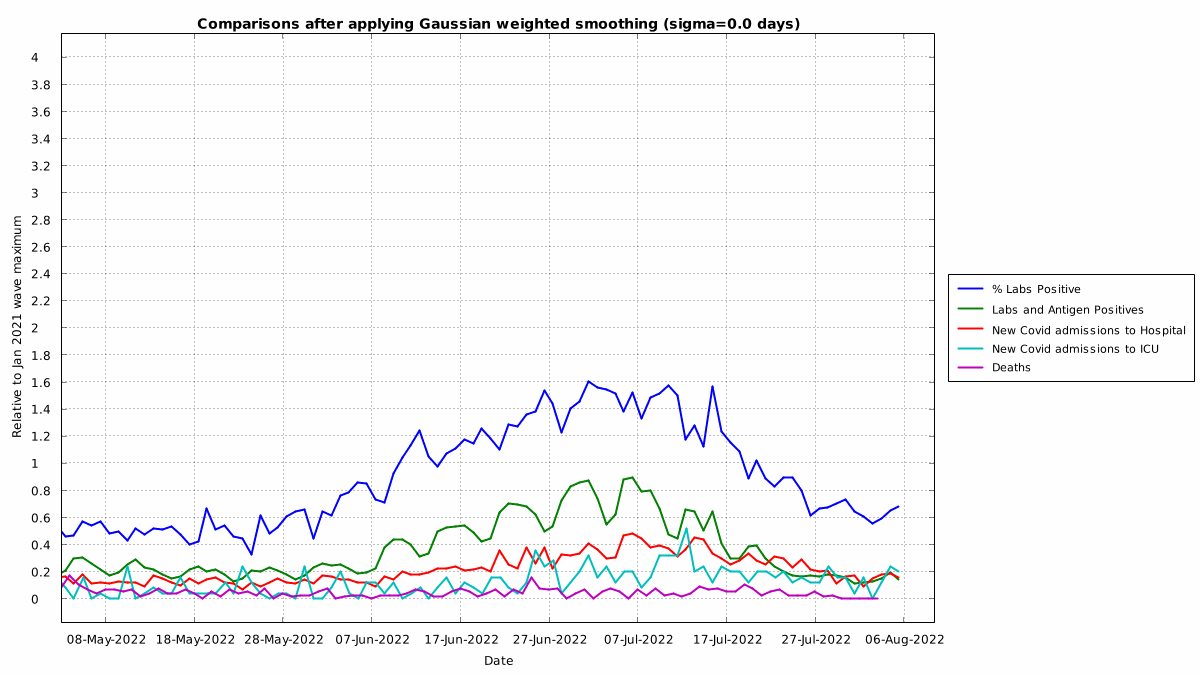 Comparisons after applying Gaussian weighted smoothing (sigma=0.0 days)
Relative to Jan 2021 wave maximum
4
3.8
3.6
3.4
3.2
3
2.8
2.6
2.4
2.2
2
1.8
1.6
1.4
1.2
1
0.8
0.6
0.4
0.2
0
08-May-2022 18-May-2022 28-May-2022 07-Jun-2022 17-Jun-2022 27-Jun-2022 07-Jul-2022 17-Jul-2022 27-Jul-2022 06-Aug-2022
Date
% Labs Positive
Labs and Antigen Positives
New Covid admissions to Hospital
New Covid admissions to ICU
Deaths